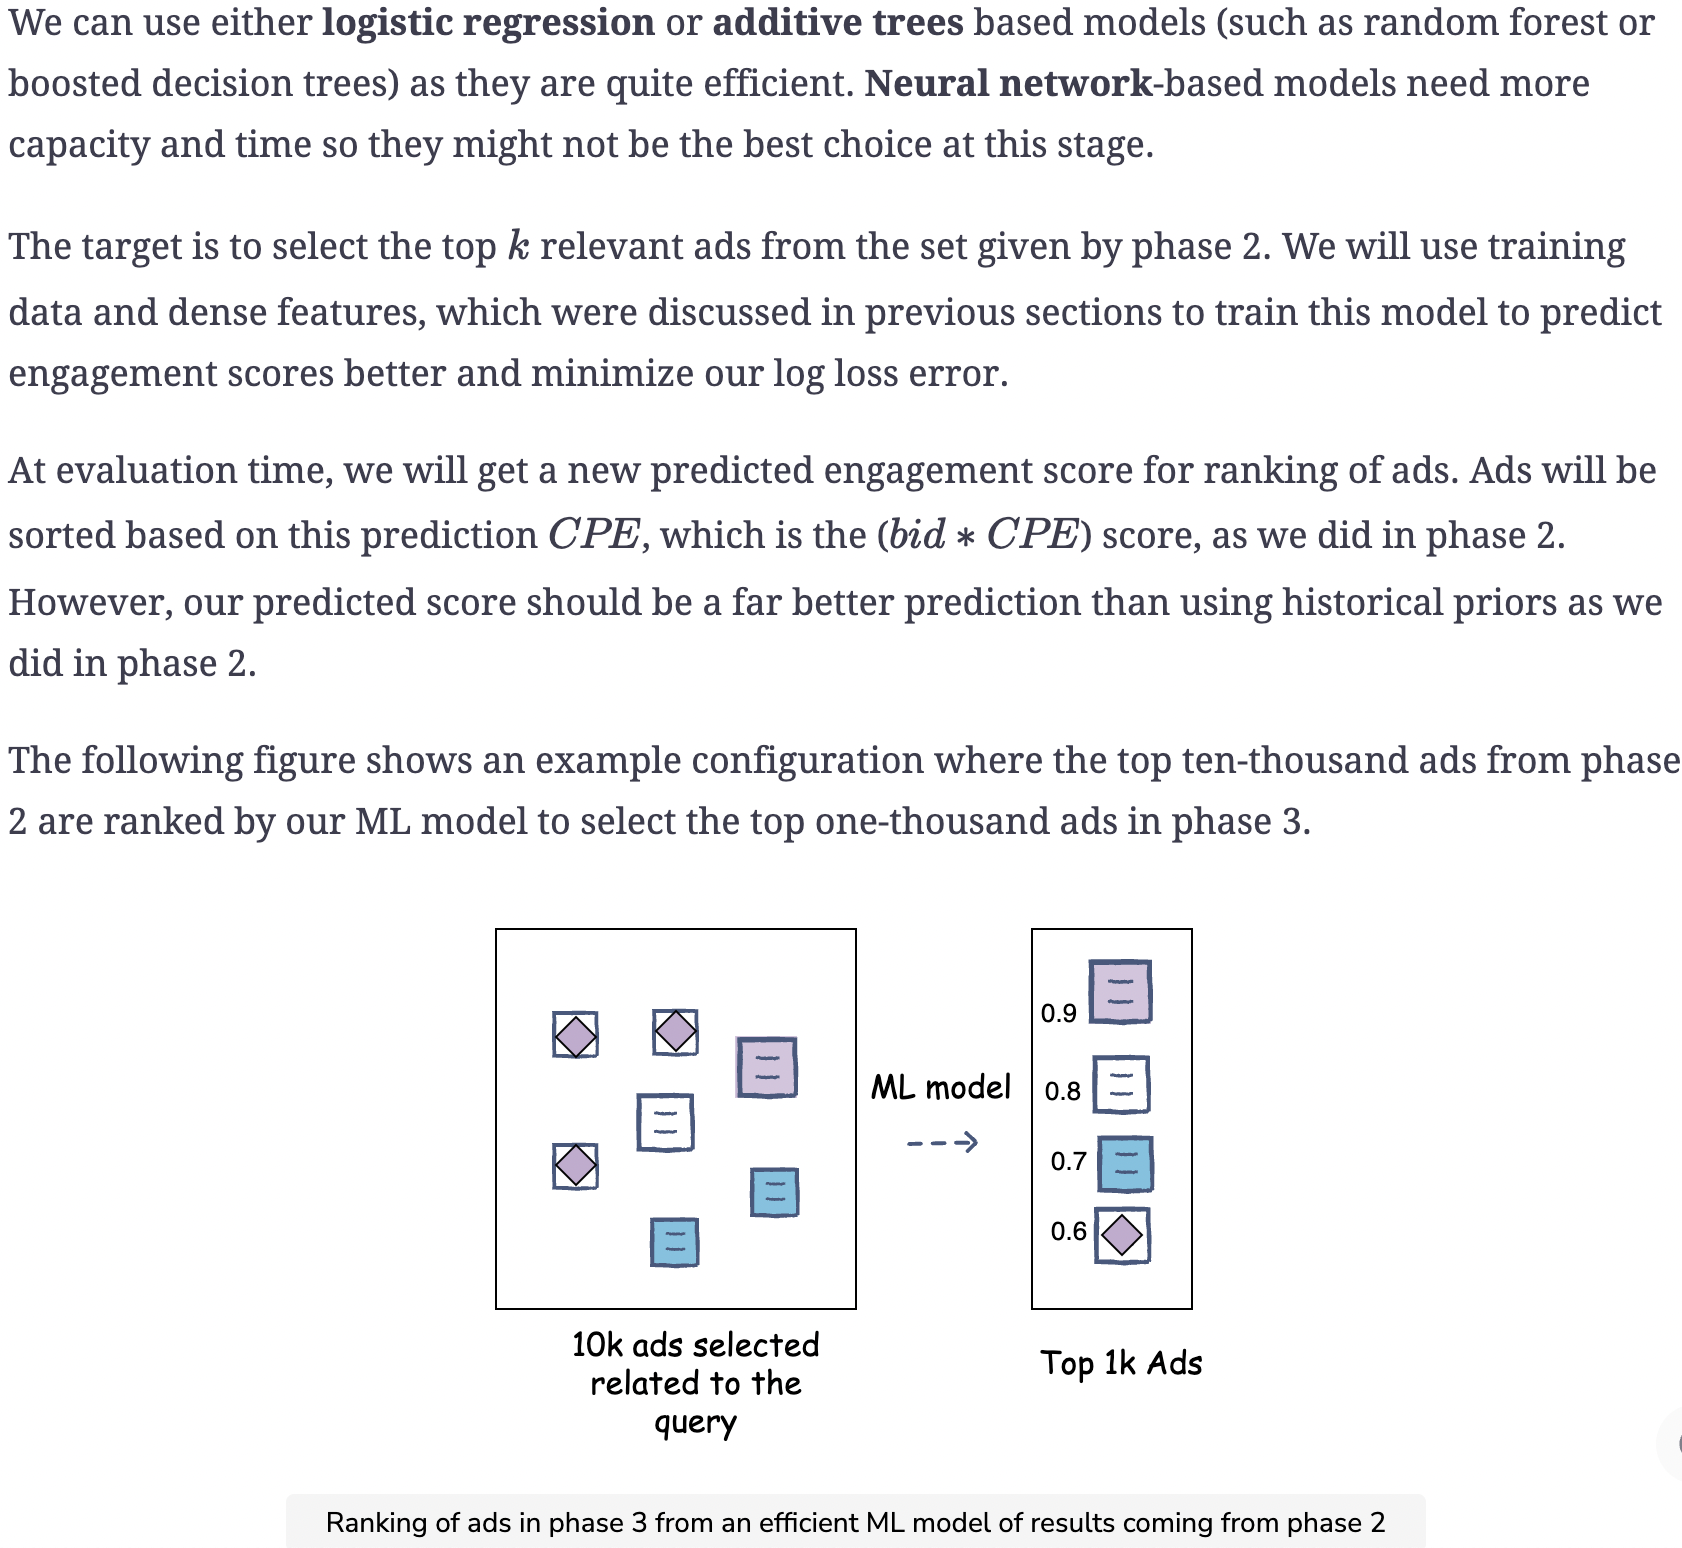 We can use either logistic regression or additive trees based models (such as random forest or
boosted decision trees) as they are quite efficient. Neural network-based models need more
capacity and time so they might not be the best choice at this stage.
The target is to select the top k relevant ads from the set given by phase 2. We will use training
data and dense features, which were discussed in previous sections to train this model to predict
engagement scores better and minimize our log loss error.
At evaluation time, we will get a new predicted engagement score for ranking of ads. Ads will be
sorted based on this prediction CPE, which is the (bid * CPE) score, as we did in phase 2.
However, our predicted score should be a far better prediction than using historical priors as we
did in phase 2.
The following figure shows an example configuration where the top ten-thousand ads from phase
2 are ranked by our ML model to select the top one-thousand ads in phase 3.
ML model
0.9
0.8
0.7
0.6
10k ads selected
related to the
query
Top 1k Ads
Ranking of ads in phase 3 from an efficient ML model of results coming from phase 2